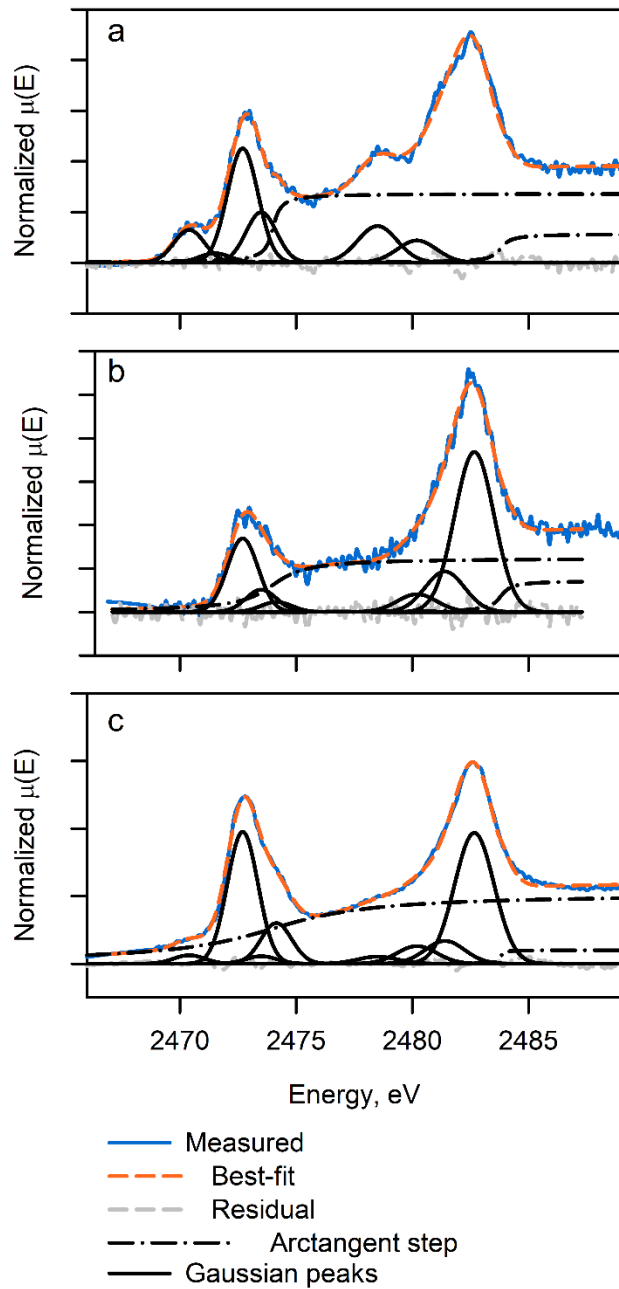 a
Normalized μ(E)
b
Normalized μ(E)
c
Normalized μ(E)
2470 2475 2480 2485
Energy, eV
Measured
Best-fit
Residual
Arctangent step
Gaussian peaks